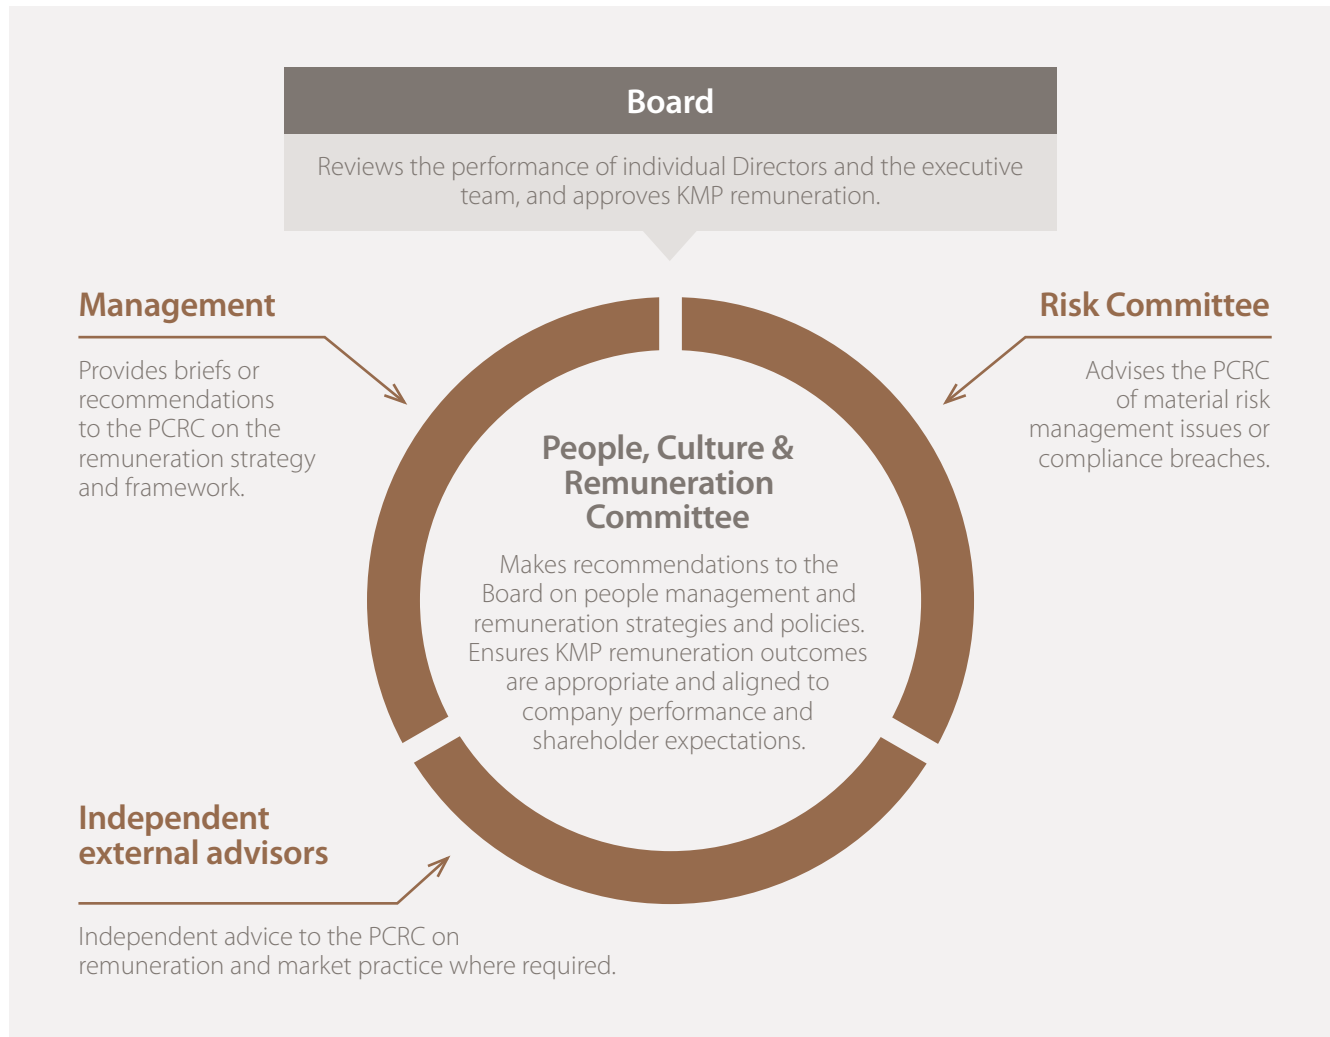 Board
Reviews the performance of individual Directors and the executive
team, and approves KMP remuneration.
Management
Provides briefs or
recommendations
to the PCRC on the
remuneration strategy
and framework.
Risk Committee
Advises the PCRC
of material risk
management issues or
compliance breaches.
People, Culture &
Remuneration
Committee
Makes recommendations to the
Board on people management and
remuneration strategies and policies.
Ensures KMP remuneration outcomes
are appropriate and aligned to
company performance and
shareholder expectations.
Independent
external advisors
Independent advice to the PCRC on
remuneration and market practice where required.